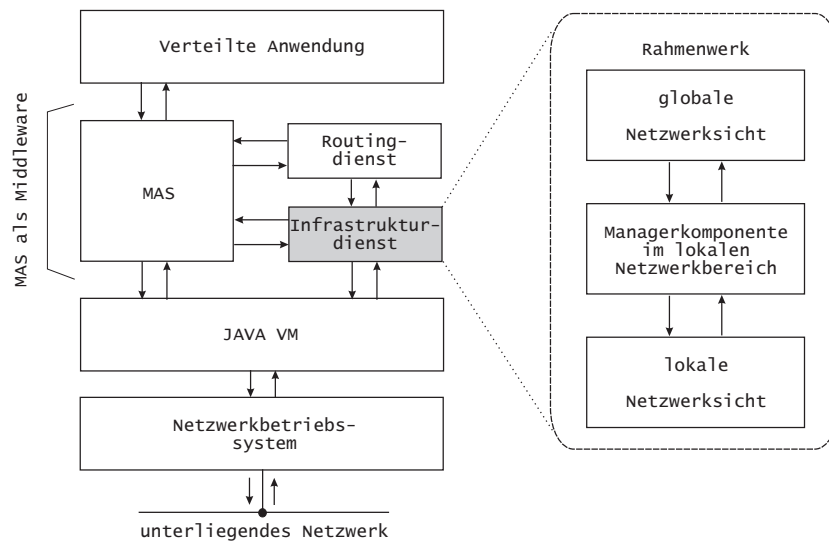 Verteilte Anwendung
MAS als Middleware
MAS
Routing-
dienst
Infrastruktur-
dienst
JAVA VM
Netzwerkbetriebs-
system
unterliegendes Netzwerk
Rahmenwerk
globale
Netzwerksicht
Managerkomponente
im lokalen
Netzwerkbereich
lokale
Netzwerksicht